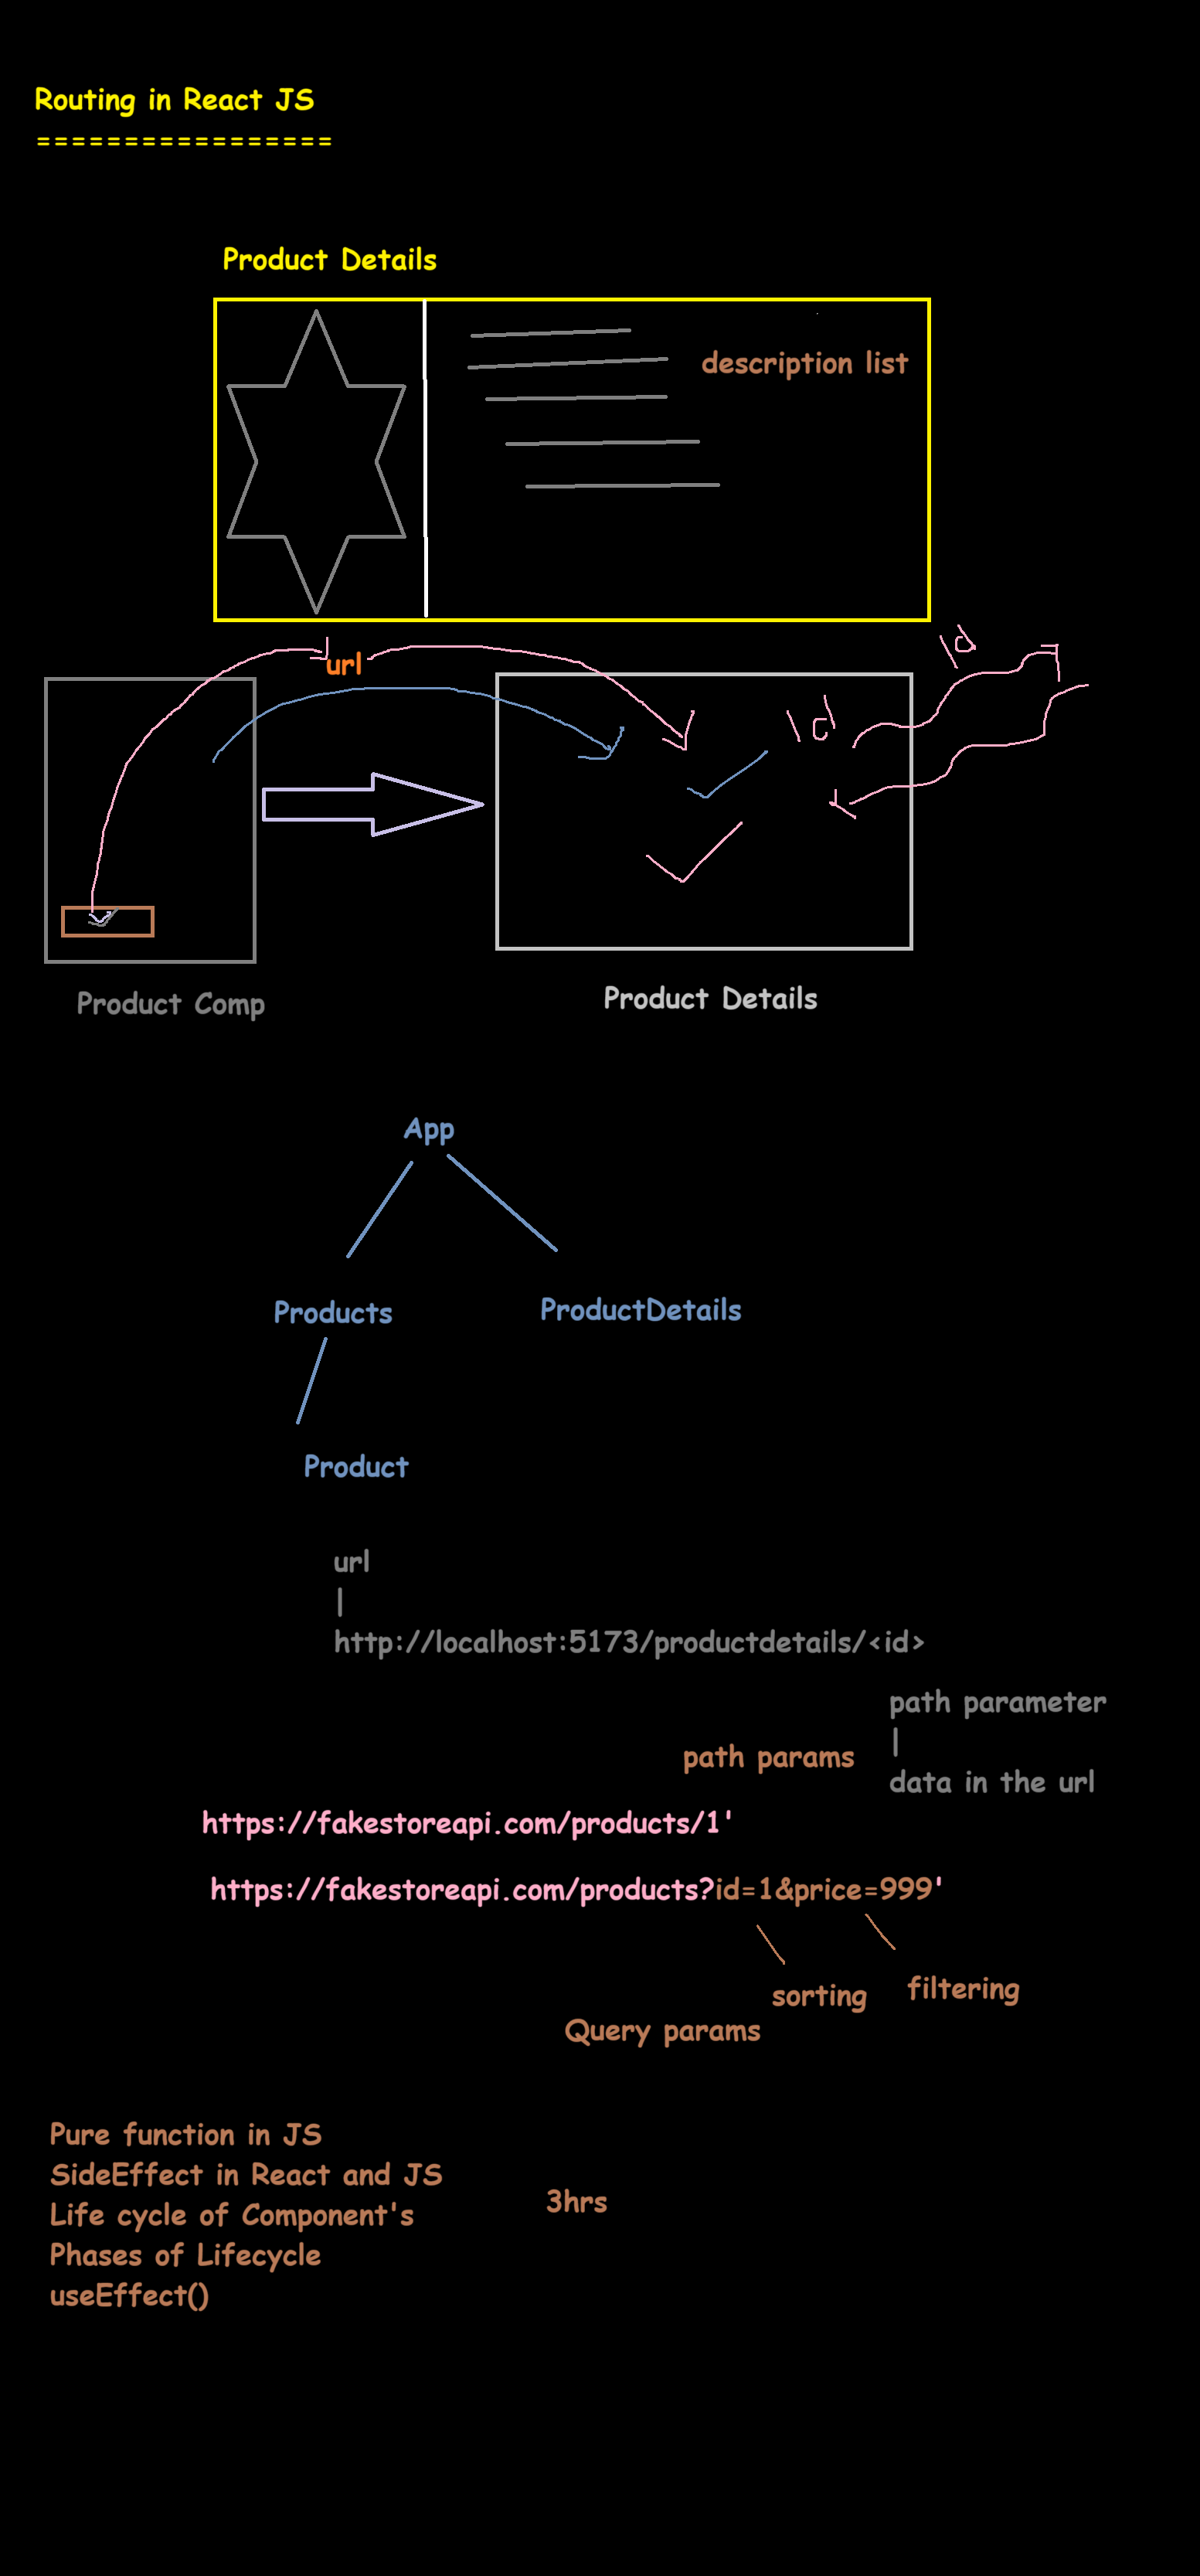 Routing in React JS
=================
Product Details
description list
url
id
id
Product Comp
Product Details
App
Products
ProductDetails
Product
url
|
http://localhost:5173/productdetails/<id>
path parameter
|
data in the url
path params
https://fakestoreapi.com/products/1'
https://fakestoreapi.com/products?id=1&price=999'
sorting
filtering
Query params
Pure function in JS
SideEffect in React and JS
Life cycle of Component's
Phases of Lifecycle
useEffect()
3hrs